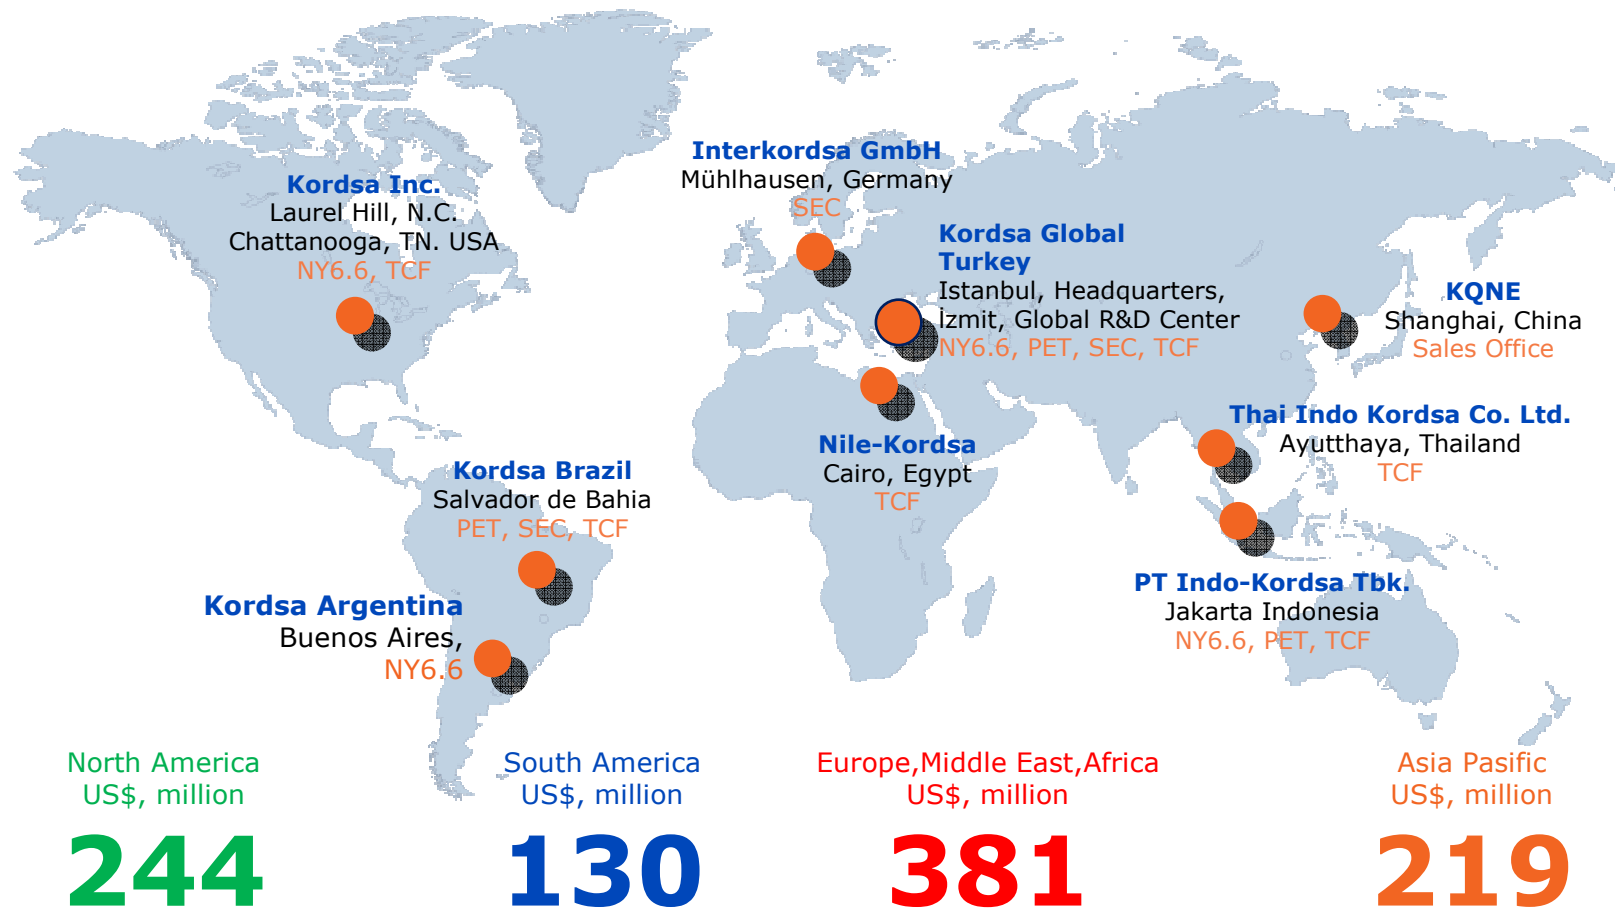 Interkordsa GmbH
Mühlhausen, Germany
SEC
Kordsa Inc.
Laurel Hill, N.C.
Chattanooga, TN. USA
NY6.6, TCF
Kordsa Global
Turkey
Istanbul, Headquarters,
İzmit, Global R&D Center
NY6.6, PET, SEC, TCF
KQNE
Shanghai, China
Sales Office
Thai Indo Kordsa Co. Ltd.
Ayutthaya, Thailand
TCF
Nile-Kordsa
Cairo, Egypt
TCF
Kordsa Brazil
Salvador de Bahia
PET, SEC, TCF
PT Indo-Kordsa Tbk.
Jakarta Indonesia
NY6.6, PET, TCF
Kordsa Argentina
Buenos Aires,
NY6.6
North America
US$, million
244
South America
US$, million
130
Europe,Middle East,Africa
US$, million
381
Asia Pasific
US$, million
219